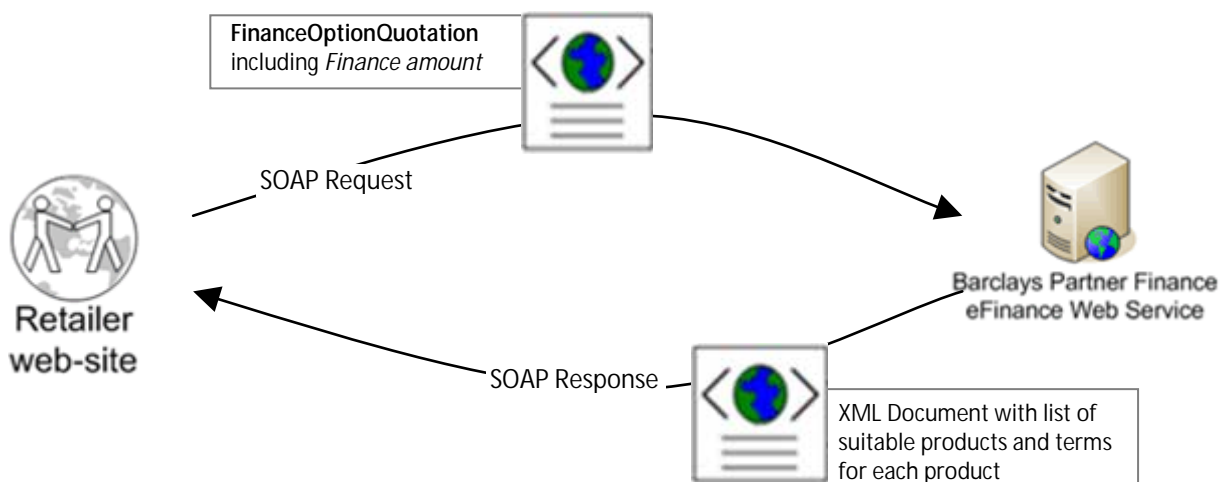 FinanceOptionQuotation
including Finance amount
SOAP Request
Retailer
web-site
Barclays Partner Finance
eFinance Web Service
SOAP Response
XML Document with list of
suitable products and terms
for each product